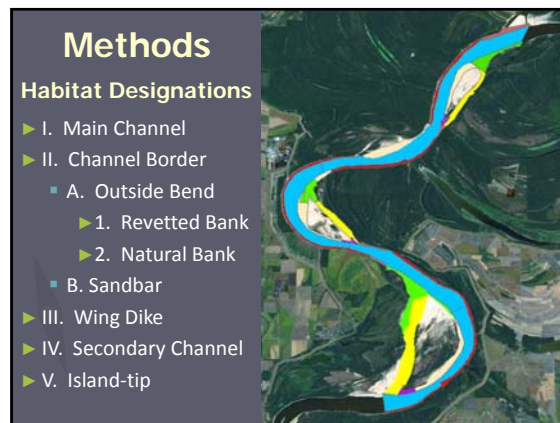 Methods
Habitat Designations
► I. Main Channel
► II. Channel Border
▪ A. Outside Bend
► 1. Revetted Bank
► 2. Natural Bank
▪ B. Sandbar
► III. Wing Dike
► IV. Secondary Channel
► V. Island-tip